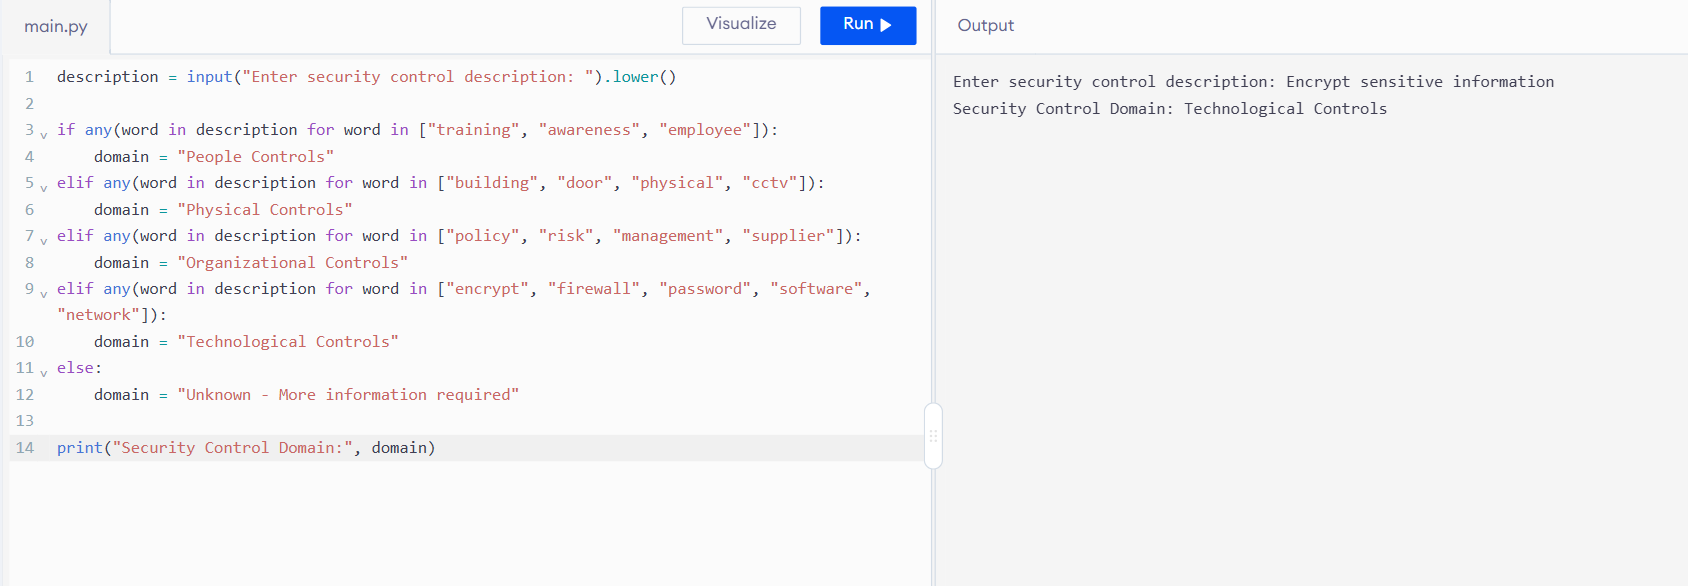 main.py
Visualize
Run
Output
1 description = input("Enter security control description: ").lower()
2
3 if any(word in description for word in ["training", "awareness", "employee"]):
4     domain = "People Controls"
5 elif any(word in description for word in ["building", "door", "physical", "cctv"]):
6     domain = "Physical Controls"
7 elif any(word in description for word in ["policy", "risk", "management", "supplier"]):
8     domain = "Organizational Controls"
9 elif any(word in description for word in ["encrypt", "firewall", "password", "software",
"network"]):
10     domain = "Technological Controls"
11 else:
12     domain = "Unknown - More information required"
13
14 print("Security Control Domain:", domain)
Enter security control description: Encrypt sensitive information
Security Control Domain: Technological Controls